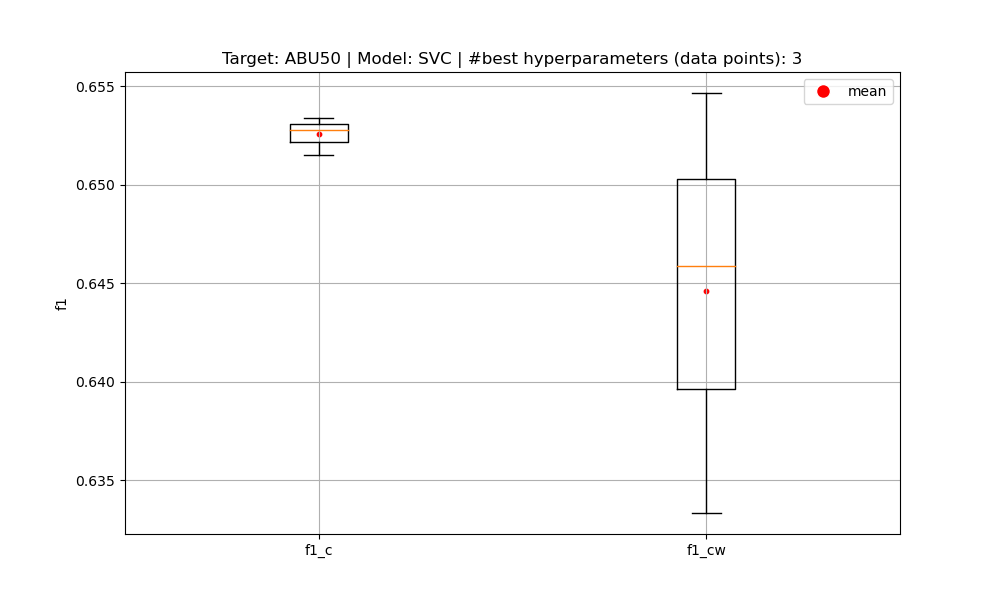 Target: ABU50 | Model: SVC | #best hyperparameters (data points): 3
mean
0.655
0.650
0.645
0.640
0.635
f1
f1_c
f1_cw